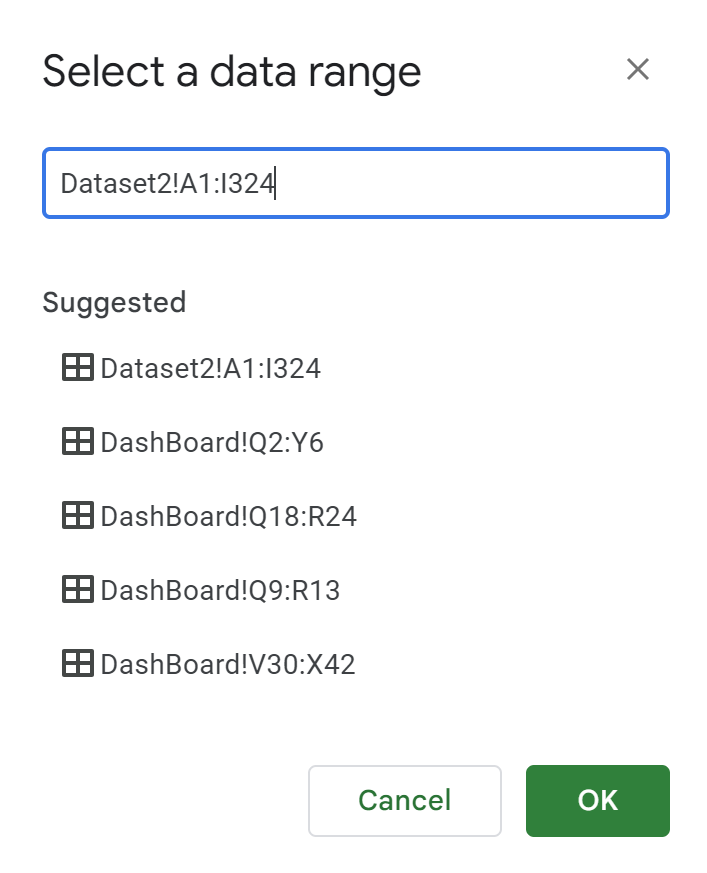 Select a data range
Dataset2!A1:I324
Suggested
Dataset2!A1:I324
DashBoard!Q2:Y6
DashBoard!Q18:R24
DashBoard!Q9:R13
DashBoard!V30:X42
Cancel
OK